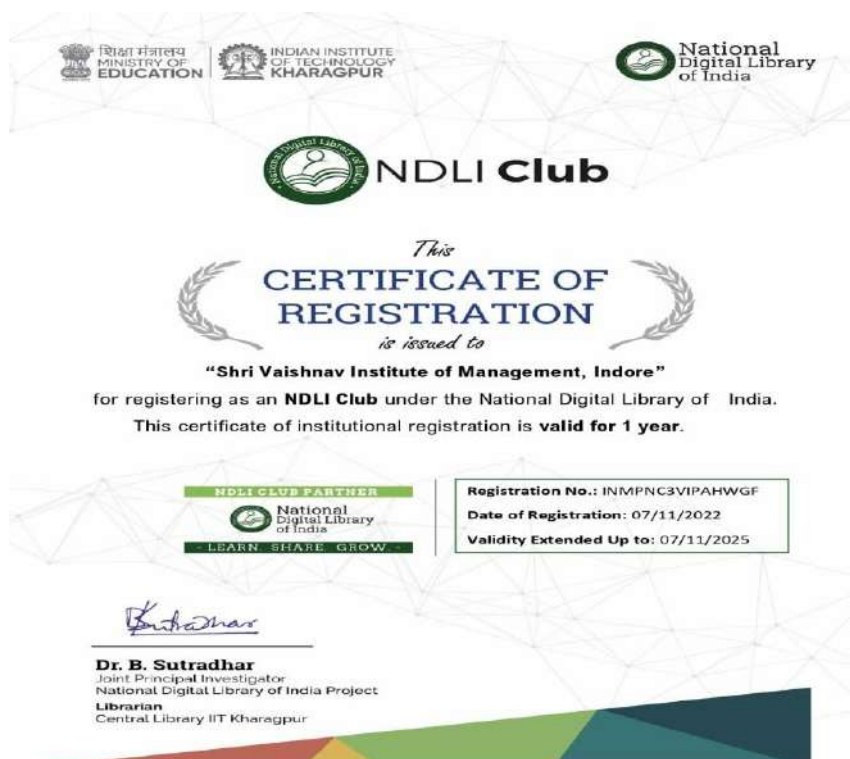 शिक्षा मंत्रालय
MINISTRY OF
EDUCATION
INDIAN INSTITUTE
OF TECHNOLOGY
KHARAGPUR
National
Digital Library
of India
National Digital Library of India
NDLI Club
This
CERTIFICATE OF
REGISTRATION
is issued to
“Shri Vaishnav Institute of Management, Indore”
for registering as an NDLI Club under the National Digital Library of India.
This certificate of institutional registration is valid for 1 year.
NDLI CLUB PARTNER
National
Digital Library
of India
- LEARN. SHARE. GROW. -
Registration No.: INMPNC3VIPAHWGF
Date of Registration: 07/11/2022
Validity Extended Up to: 07/11/2025
Dr. B. Sutradhar
Joint Principal Investigator
National Digital Library of India Project
Librarian
Central Library IIT Kharagpur